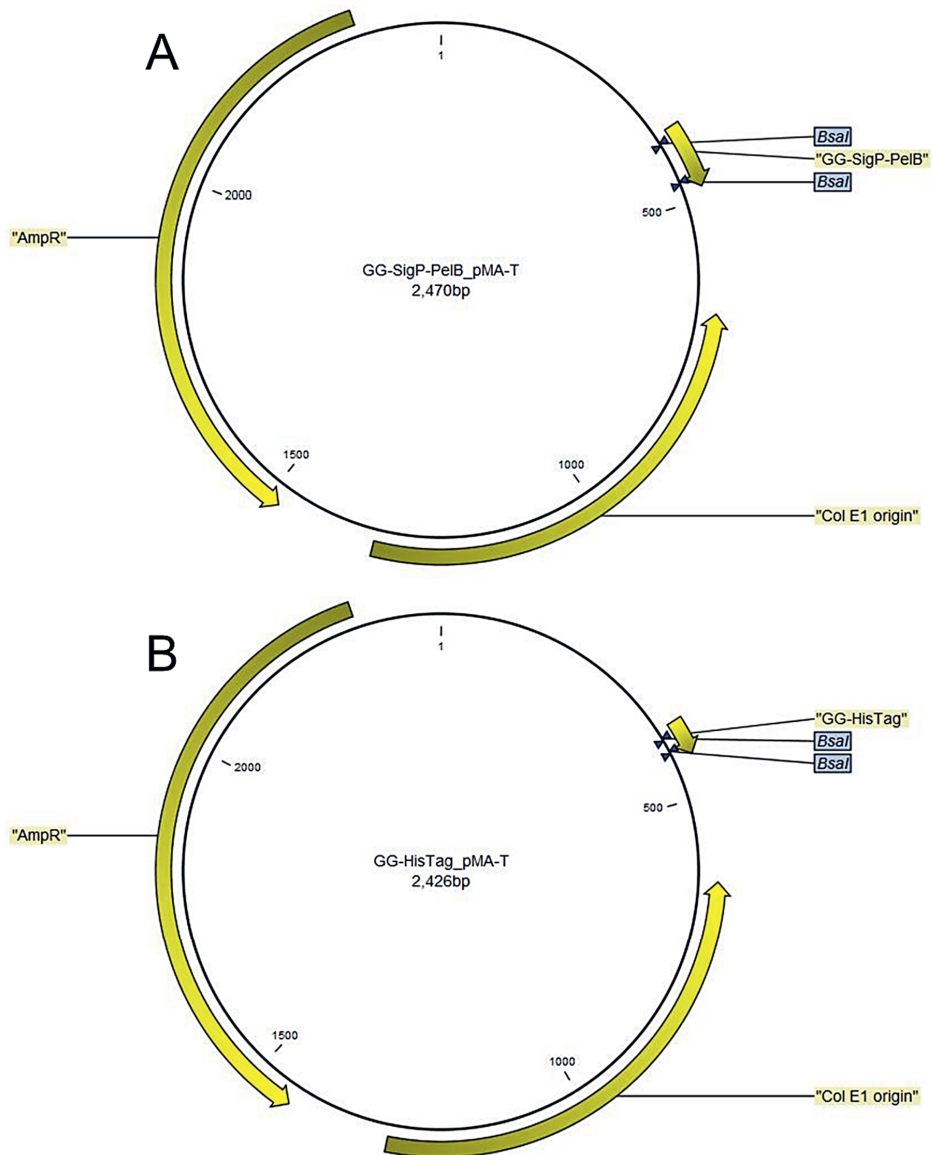 A
1
BsaI
"GG-SigP-PelB"
BsaI
2000
500
"AmpR"
GG-SigP-PelB_pMA-T
2,470bp
1500
1000
"Col E1 origin"
B
1
"GG-HisTag"
BsaI
BsaI
2000
500
"AmpR"
GG-HisTag_pMA-T
2,426bp
1500
1000
"Col E1 origin"